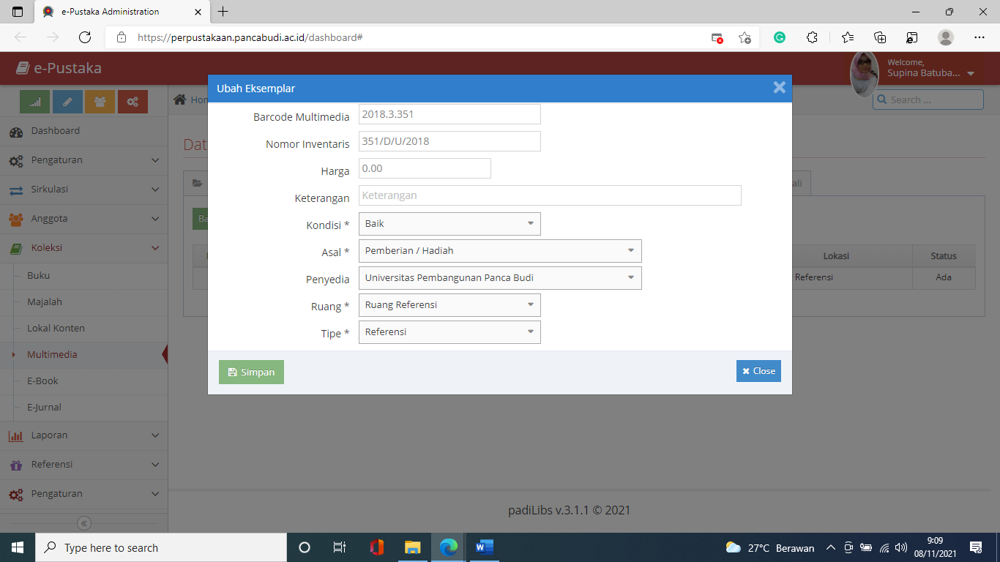 e-Pustaka Administration
https://perpustakaan.pancabudi.ac.id/dashboard#
e-Pustaka
Welcome,
Supina Batuba...
Ubah Eksemplar
Search ...
Dashboard
Pengaturan
Sirkulasi
Anggota
Koleksi
Buku
Majalah
Lokal Konten
Multimedia
E-Book
E-Jurnal
Laporan
Referensi
Pengaturan
Barcode Multimedia 2018.3.351
Nomor Inventaris 351/D/U/2018
Harga 0.00
Keterangan Keterangan
Kondisi * Baik
Asal * Pemberian / Hadiah
Penyedia Universitas Pembangunan Panca Budi
Ruang * Ruang Referensi
Tipe * Referensi
Simpan
Close
Lokasi Status
Referensi Ada
padiLibs v.3.1.1 © 2021
Type here to search
27°C Berawan
9:09
08/11/2021